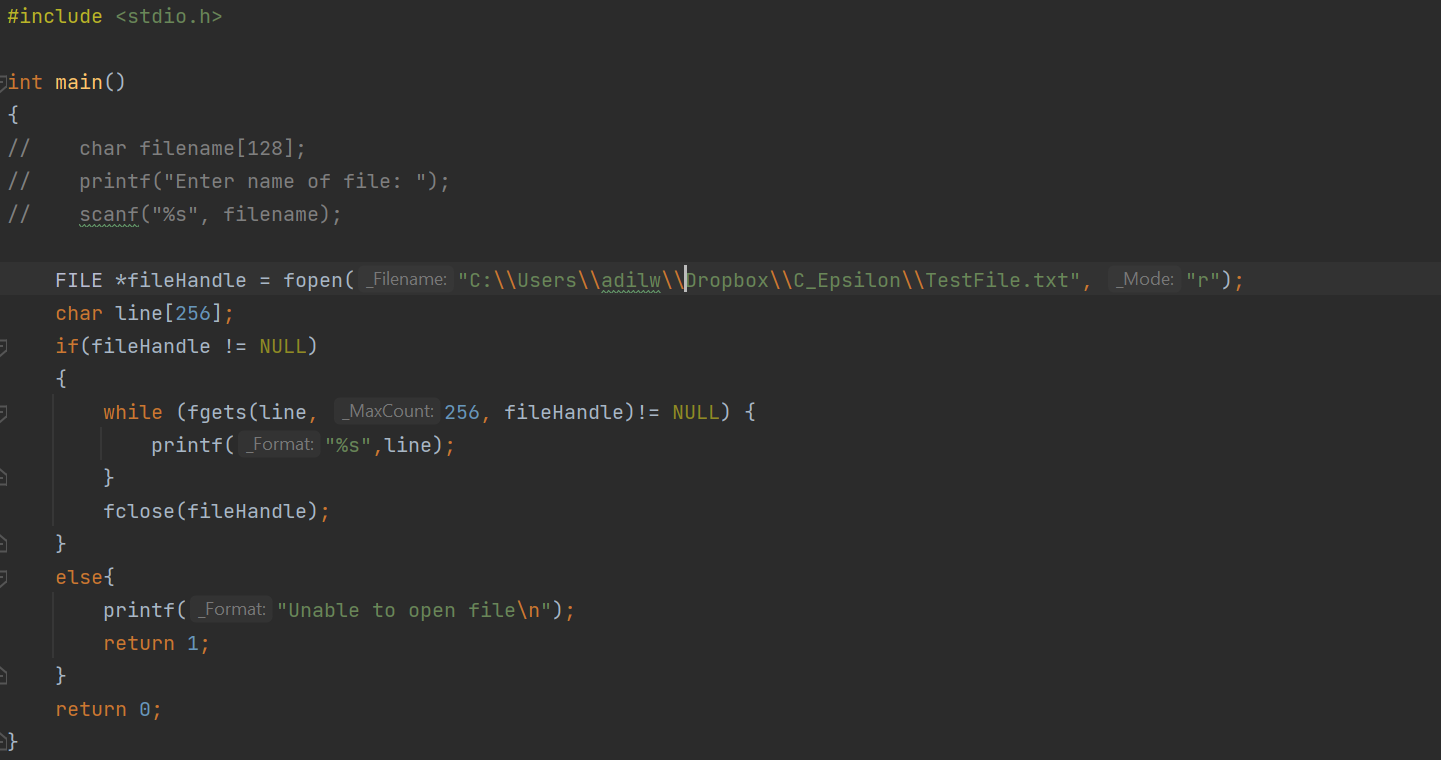 #include <stdio.h>
int main()
{
//    char filename[128];
//    printf("Enter name of file: ");
//    scanf("%s", filename);
    FILE *fileHandle = fopen( _Filename: "C:\\Users\\adilw\\Dropbox\\C_Epsilon\\TestFile.txt", _Mode: "r");
    char line[256];
    if(fileHandle != NULL)
    {
        while (fgets(line, _MaxCount: 256, fileHandle)!= NULL) {
            printf( _Format: "%s",line);
        }
        fclose(fileHandle);
    }
    else{
        printf( _Format: "Unable to open file\n");
        return 1;
    }
    return 0;
}